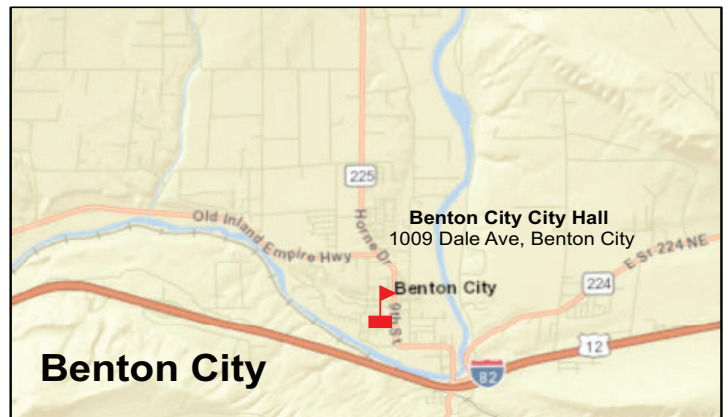 225
Old Inland Empire Hwy
Horne Dr
Benton City City Hall
1009 Dale Ave, Benton City
E St 224 NE
224
Benton City
9th St
12
82
Benton City